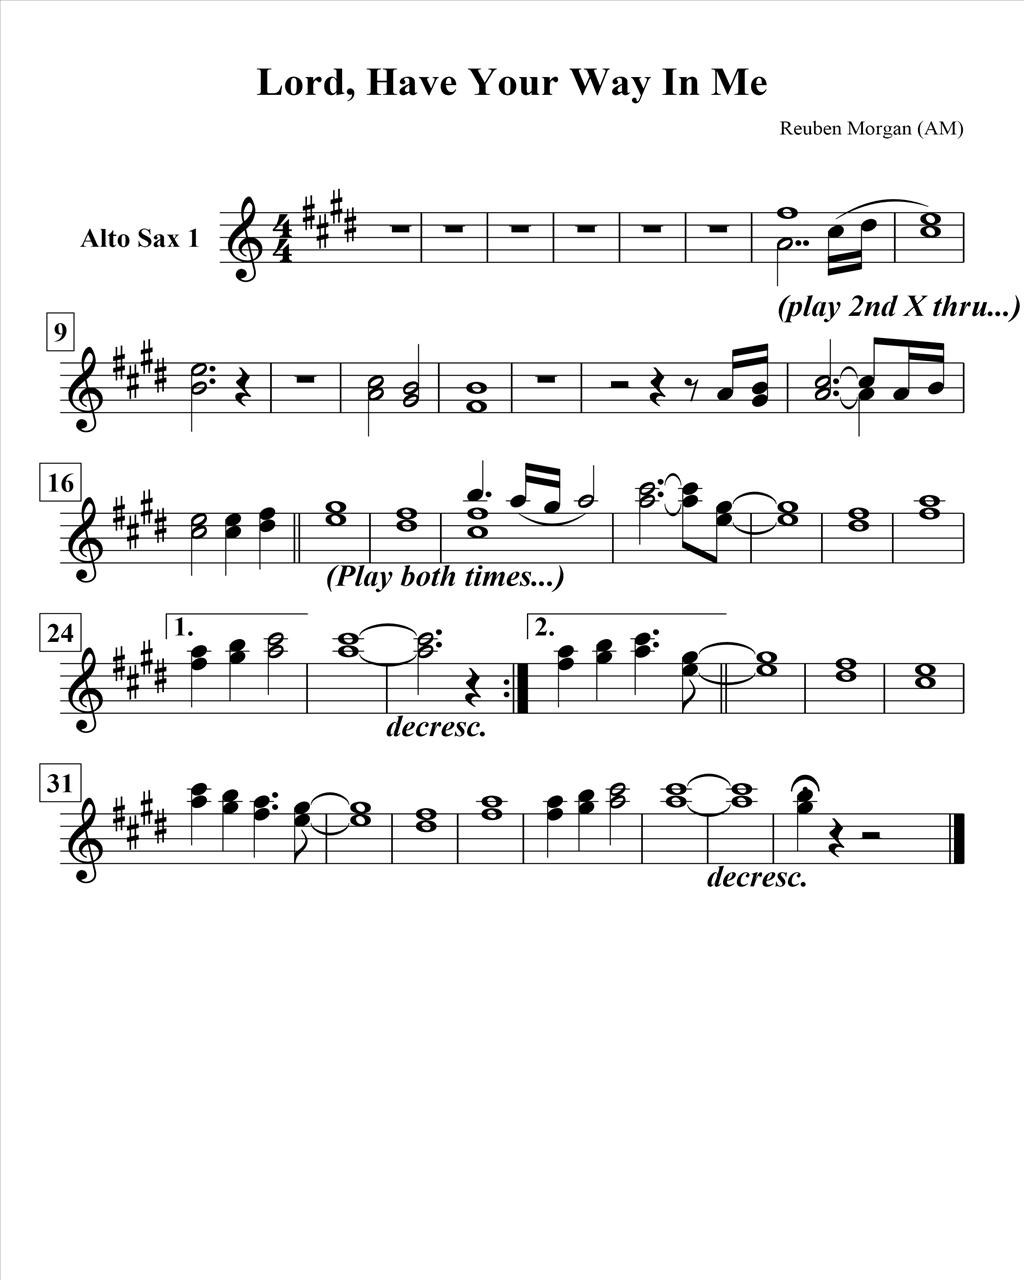 Lord, Have Your Way In Me
Reuben Morgan (AM)
Alto Sax 1
4
4
(play 2nd X thru...)
9
16
(Play both times...)
24
1.
2.
decresc.
31
decresc.